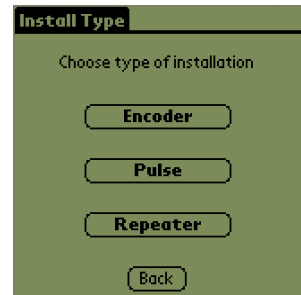 Install Type
Choose type of installation
Encoder
Pulse
Repeater
Back